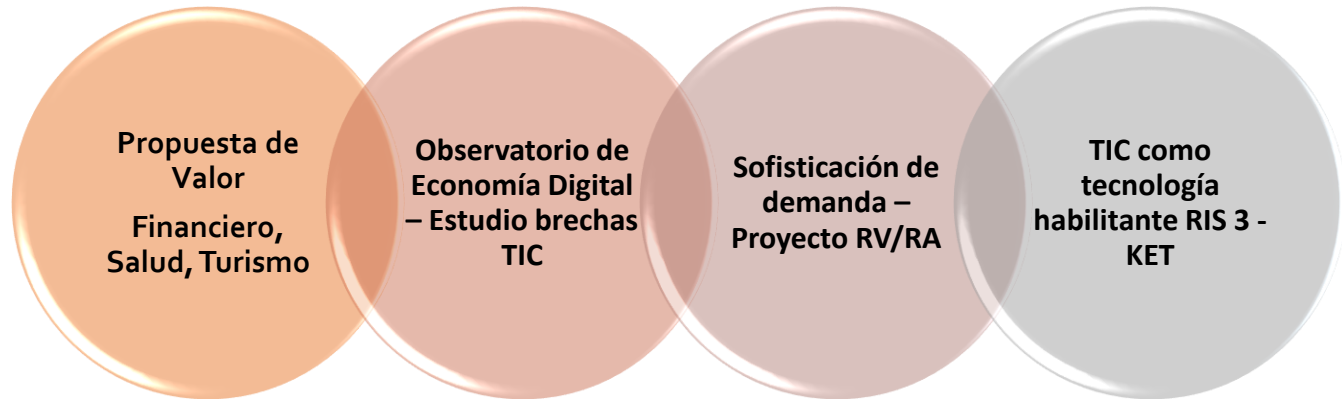 Propuesta de
Valor
Financiero,
Salud, Turismo
Observatorio de
Economía Digital
– Estudio brechas
TIC
Sofisticación de
demanda –
Proyecto RV/RA
TIC como
tecnología
habilitante RIS 3 -
KET